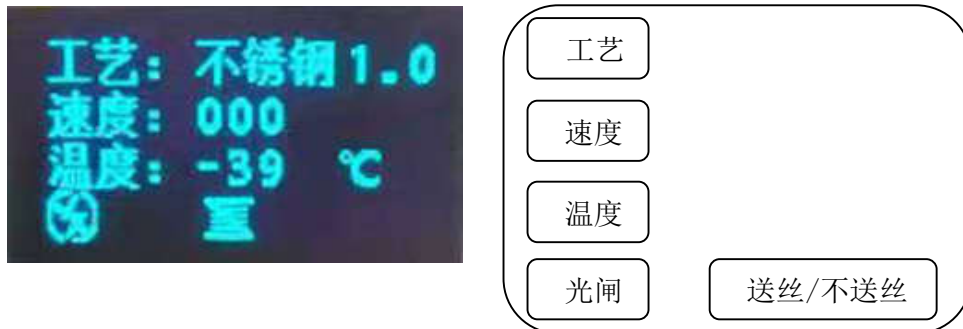 工艺：不锈钢1.0
速度：000
温度：-39 ℃
工艺
速度
温度
光闸 送丝/不送丝